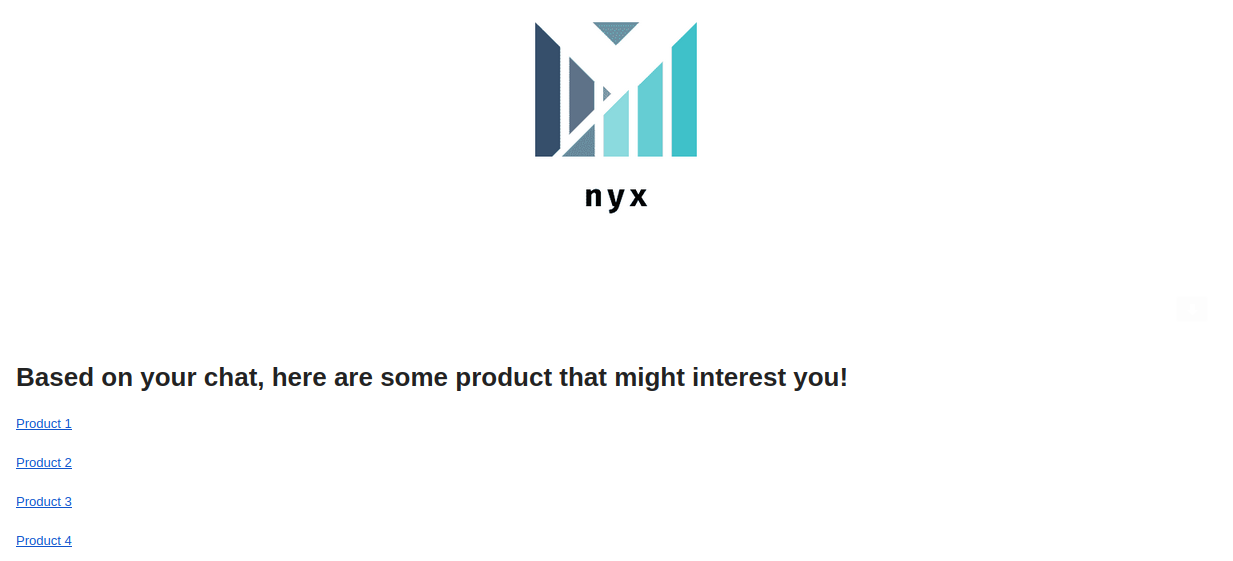 nyx
Based on your chat, here are some product that might interest you!
Product 1
Product 2
Product 3
Product 4